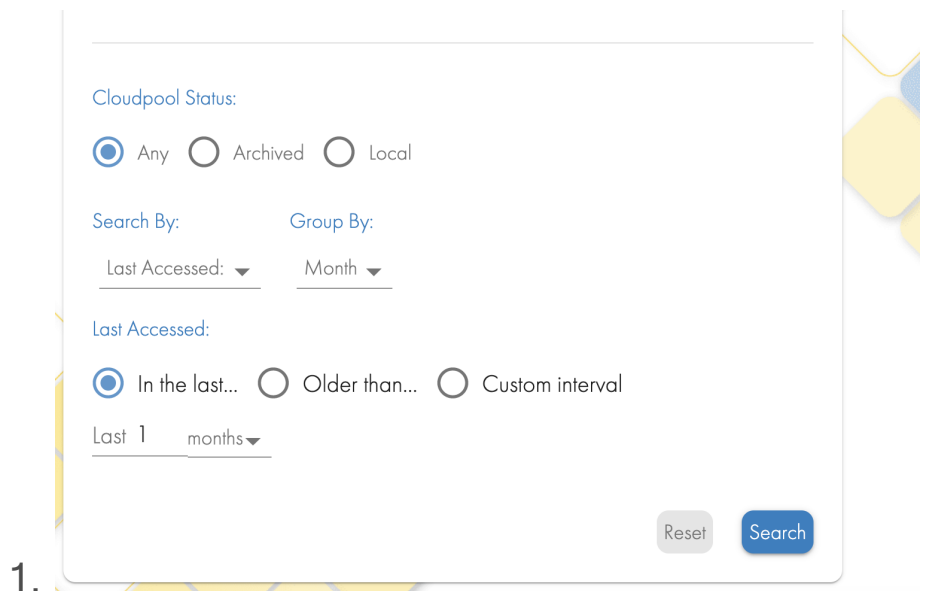 Cloudpool Status:
Any Archived Local
Search By: Group By:
Last Accessed: Month
Last Accessed:
In the last... Older than... Custom interval
Last 1 months
Reset Search
1.